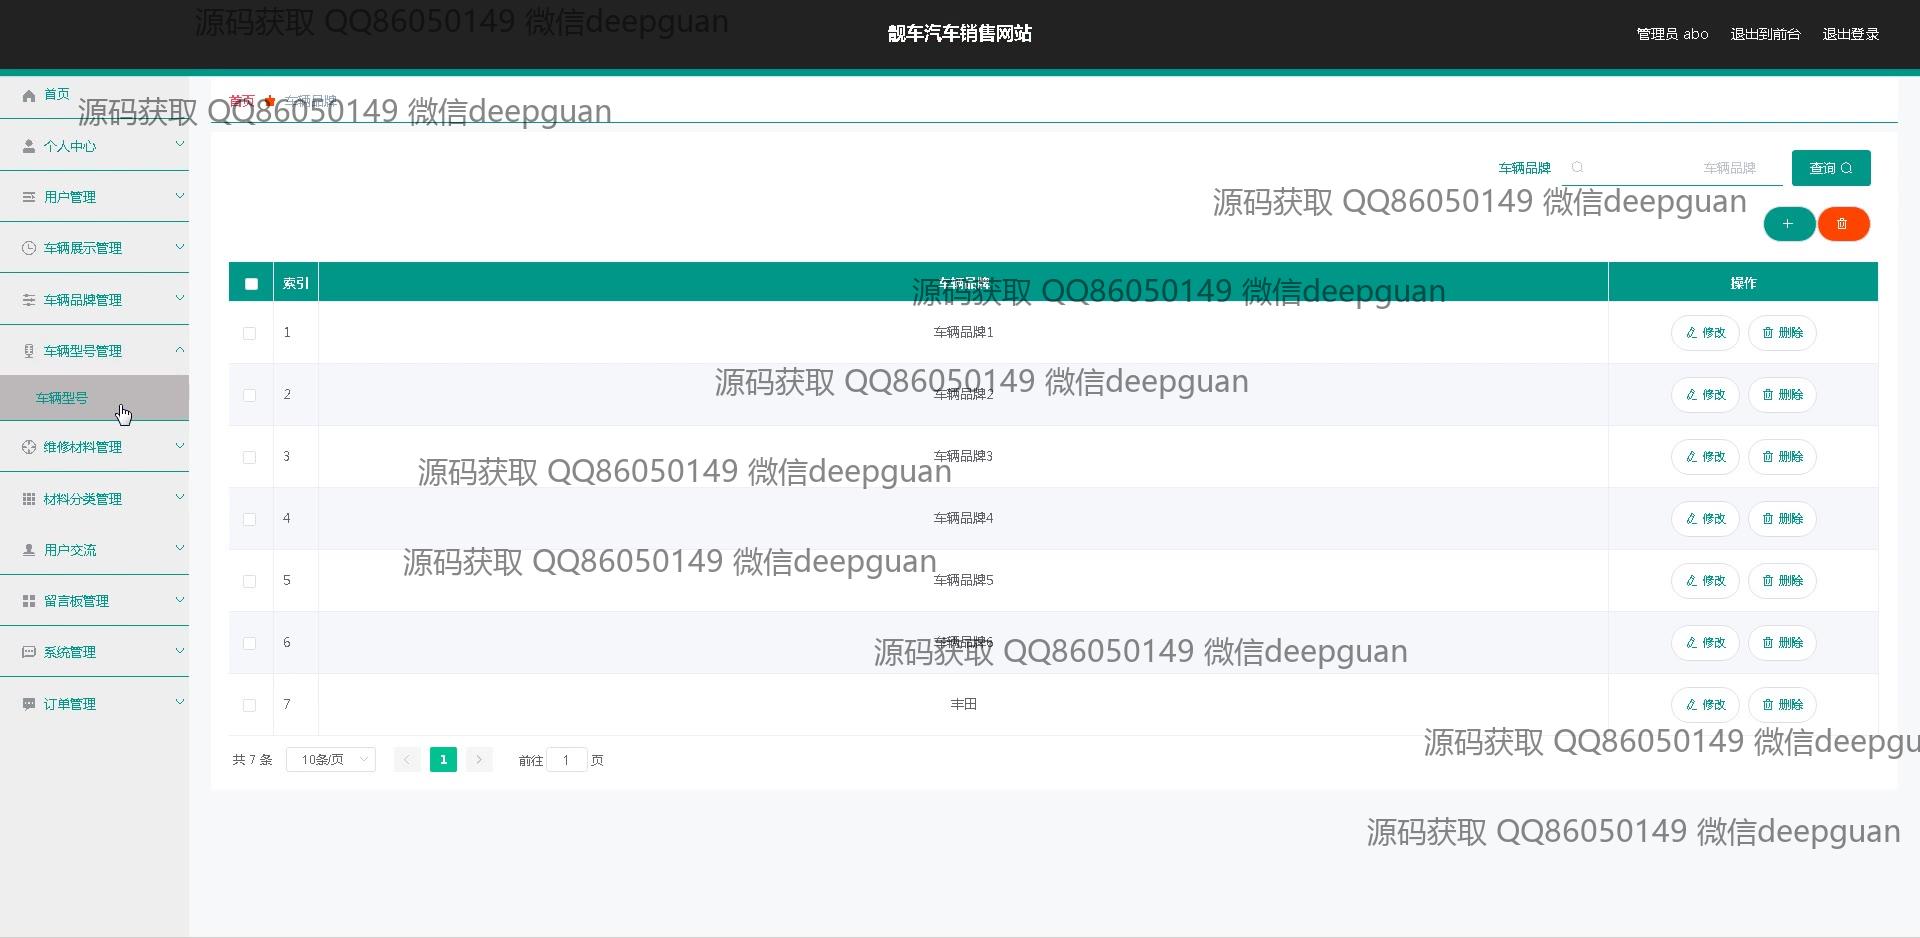 源码获取 QQ86050149 微信deepguan
靓车汽车销售网站
管理员 abo 退出到前台 退出登录
首页
首页 车辆品牌
源码获取 QQ86050149 微信deepguan
个人中心
车辆品牌 车辆品牌 查询
用户管理
源码获取 QQ86050149 微信deepguan
车辆展示管理
索引 车辆品牌 操作
源码获取 QQ86050149 微信deepguan
车辆品牌管理
1 车辆品牌1 修改 删除
车辆型号管理
源码获取 QQ86050149 微信deepguan
2 车辆品牌2 修改 删除
车辆型号
维修材料管理
3 车辆品牌3 修改 删除
源码获取 QQ86050149 微信deepguan
材料分类管理
4 车辆品牌4 修改 删除
用户交流
源码获取 QQ86050149 微信deepguan
5 车辆品牌5 修改 删除
留言板管理
6 车辆品牌6 修改 删除
源码获取 QQ86050149 微信deepguan
系统管理
订单管理
7 丰田 修改 删除
源码获取 QQ86050149 微信deepgu
共 7 条 10条/页 1 前往 1 页
源码获取 QQ86050149 微信deepguan